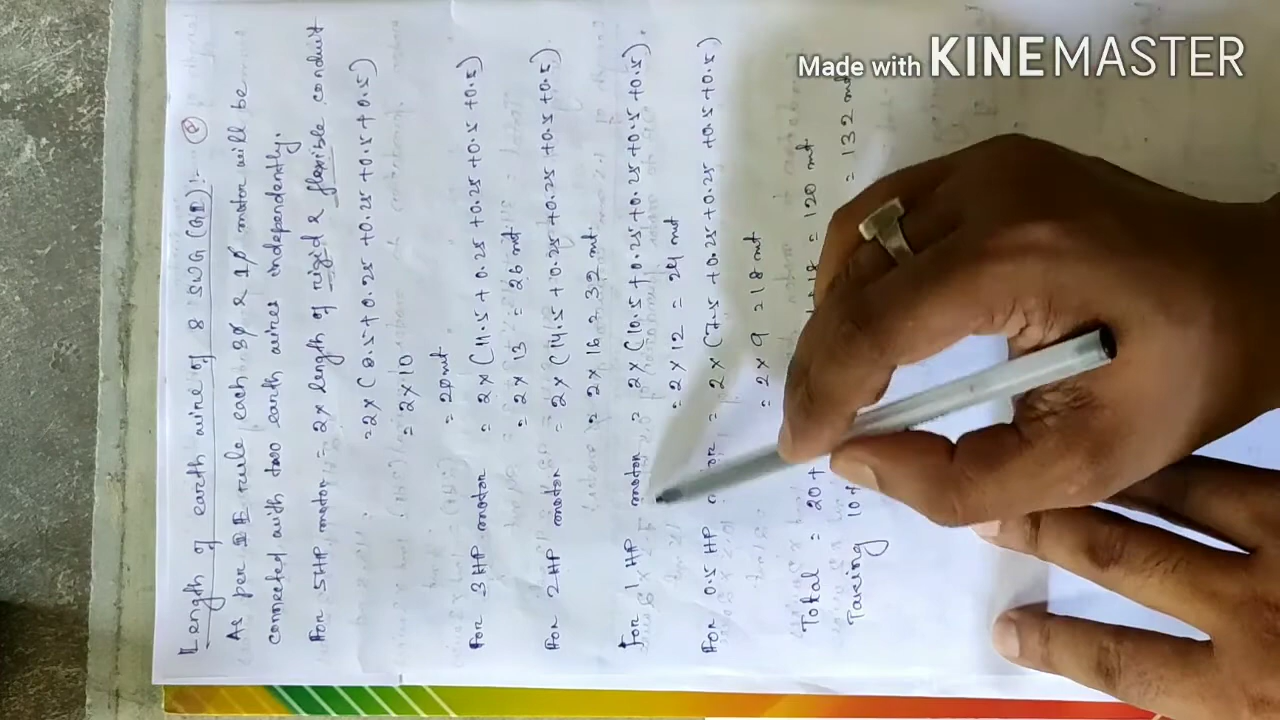 Made with KINEMASTER
Length of earth wire of 8 SWG (GI) :-
As per IE rule each 3ϕ & 1ϕ motor will be
connected with two earth wires independently.
For 5HP motor = 2 x length of rigid & flexible conduit
= 2 x (8.5 + 0.25 + 0.25 + 0.5 + 0.5)
= 2 x 10
= 20 mt
For 3HP motor = 2 x (11.5 + 0.25 + 0.25 + 0.5 + 0.5)
= 2 x 13 = 26 mt
For 2HP motor = 2 x (14.5 + 0.25 + 0.25 + 0.5 + 0.5)
= 2 x 16 = 32 mt.
For 1 HP motor = 2 x (10.5 + 0.25 + 0.25 + 0.5 + 0.5).
= 2 x 12 = 24 mt
For 0.5 HP = 2 x (7.5 + 0.25 + 0.25 + 0.5 + 0.5)
= 2 x 9 = 18 mt
Total = 20 + + 18 = 120 mt
Taking 10 = 132 mt